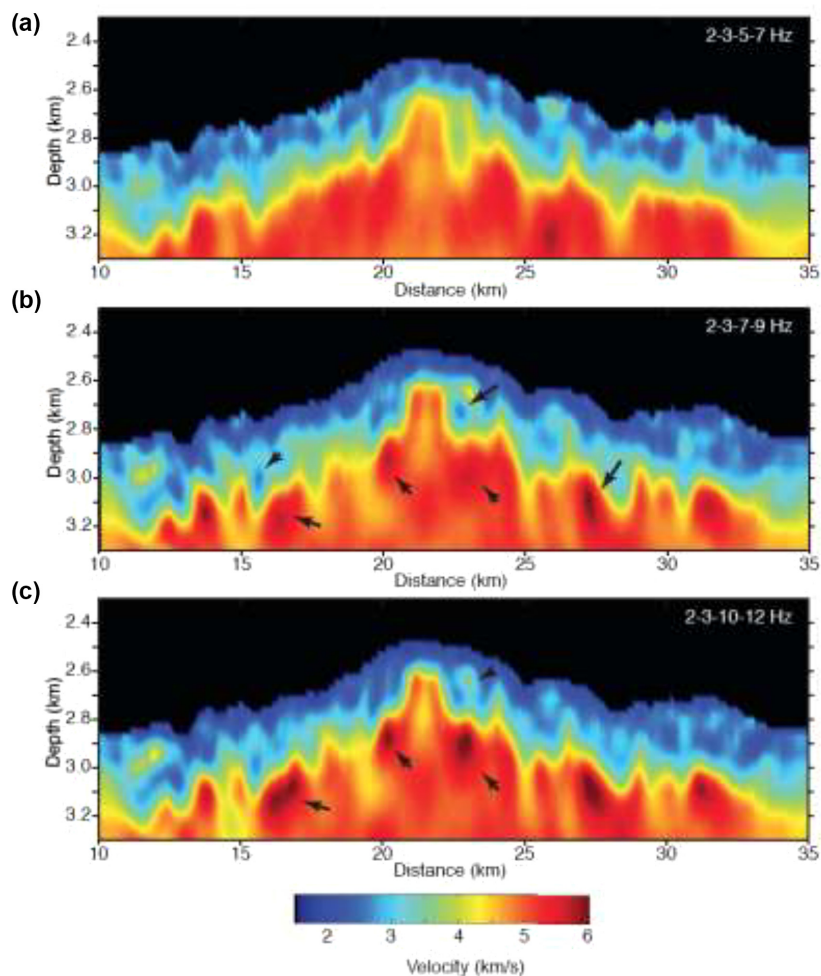 (a)
2-3-5-7 Hz
2.4
2.6
2.8
3.0
3.2
Depth (km)
10 15 20 25 30 35
Distance (km)
(b)
2-3-7-9 Hz
2.4
2.6
2.8
3.0
3.2
Depth (km)
10 15 20 25 30 35
Distance (km)
(c)
2-3-10-12 Hz
2.4
2.6
2.8
3.0
3.2
Depth (km)
10 15 20 25 30 35
Distance (km)
2 3 4 5 6
Velocity (km/s)